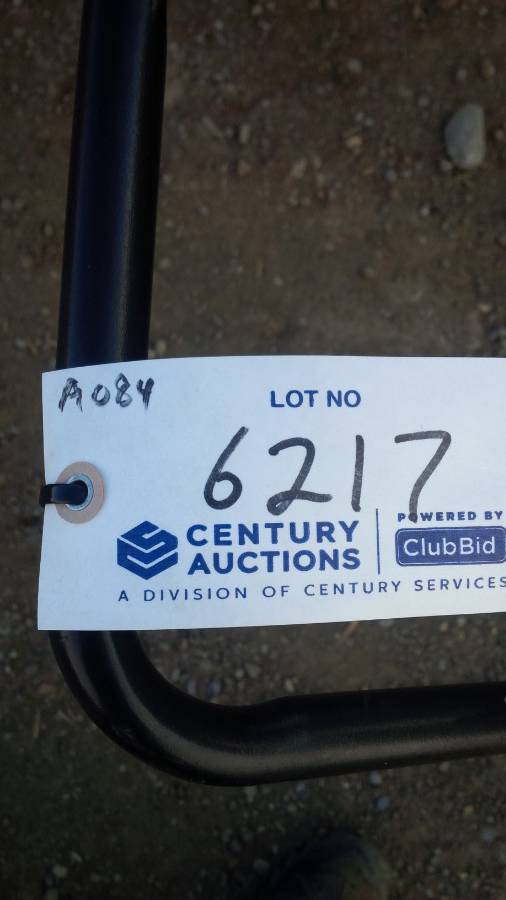 A084
LOT NO
6217
CENTURY
AUCTIONS
POWERED BY
ClubBid
A DIVISION OF CENTURY SERVICES